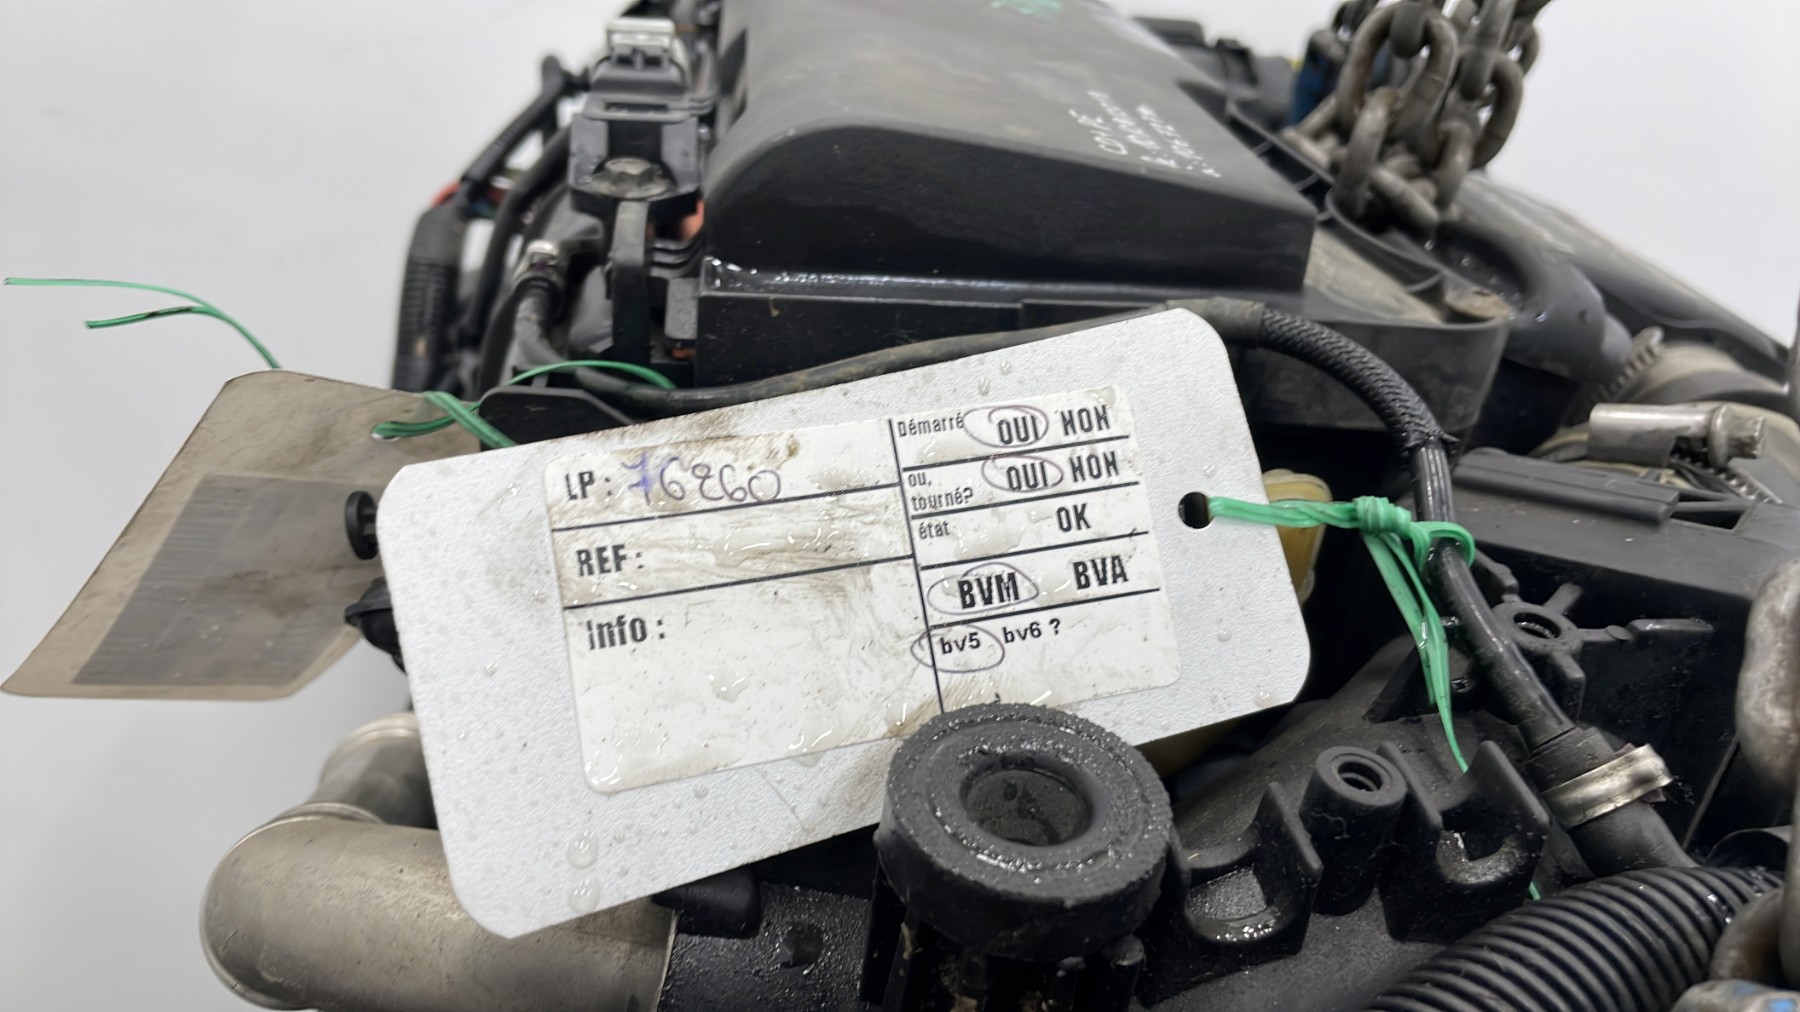 LP : 76260
REF :
Info :
Démarré OUI NON
ou,
tourné? OUI NON
état OK
BVM BVA
bv5 bv6 ?